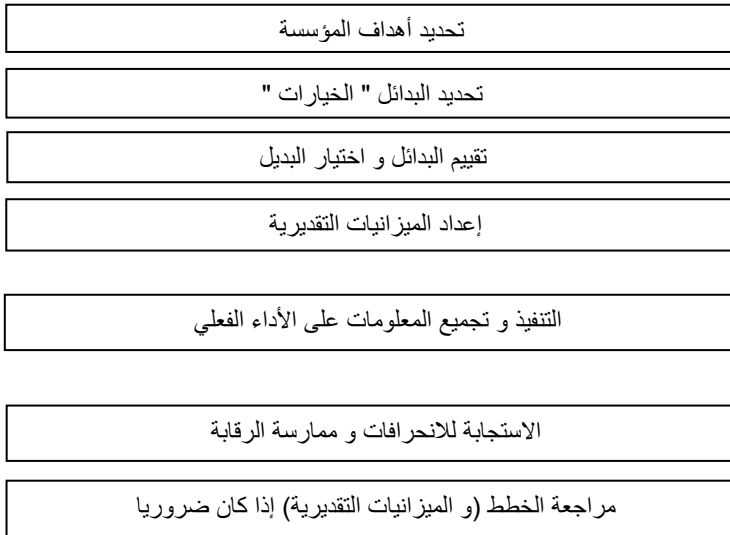 تحديد أهداف المؤسسة
تحديد البدائل " الخيارات "
تقييم البدائل و اختيار البديل
إعداد الميزانيات التقديرية
التنفيذ و تجميع المعلومات على الأداء الفعلي
الاستجابة للانحرافات و ممارسة الرقابة
مراجعة الخطط (و الميزانيات التقديرية) إذا كان ضروريا